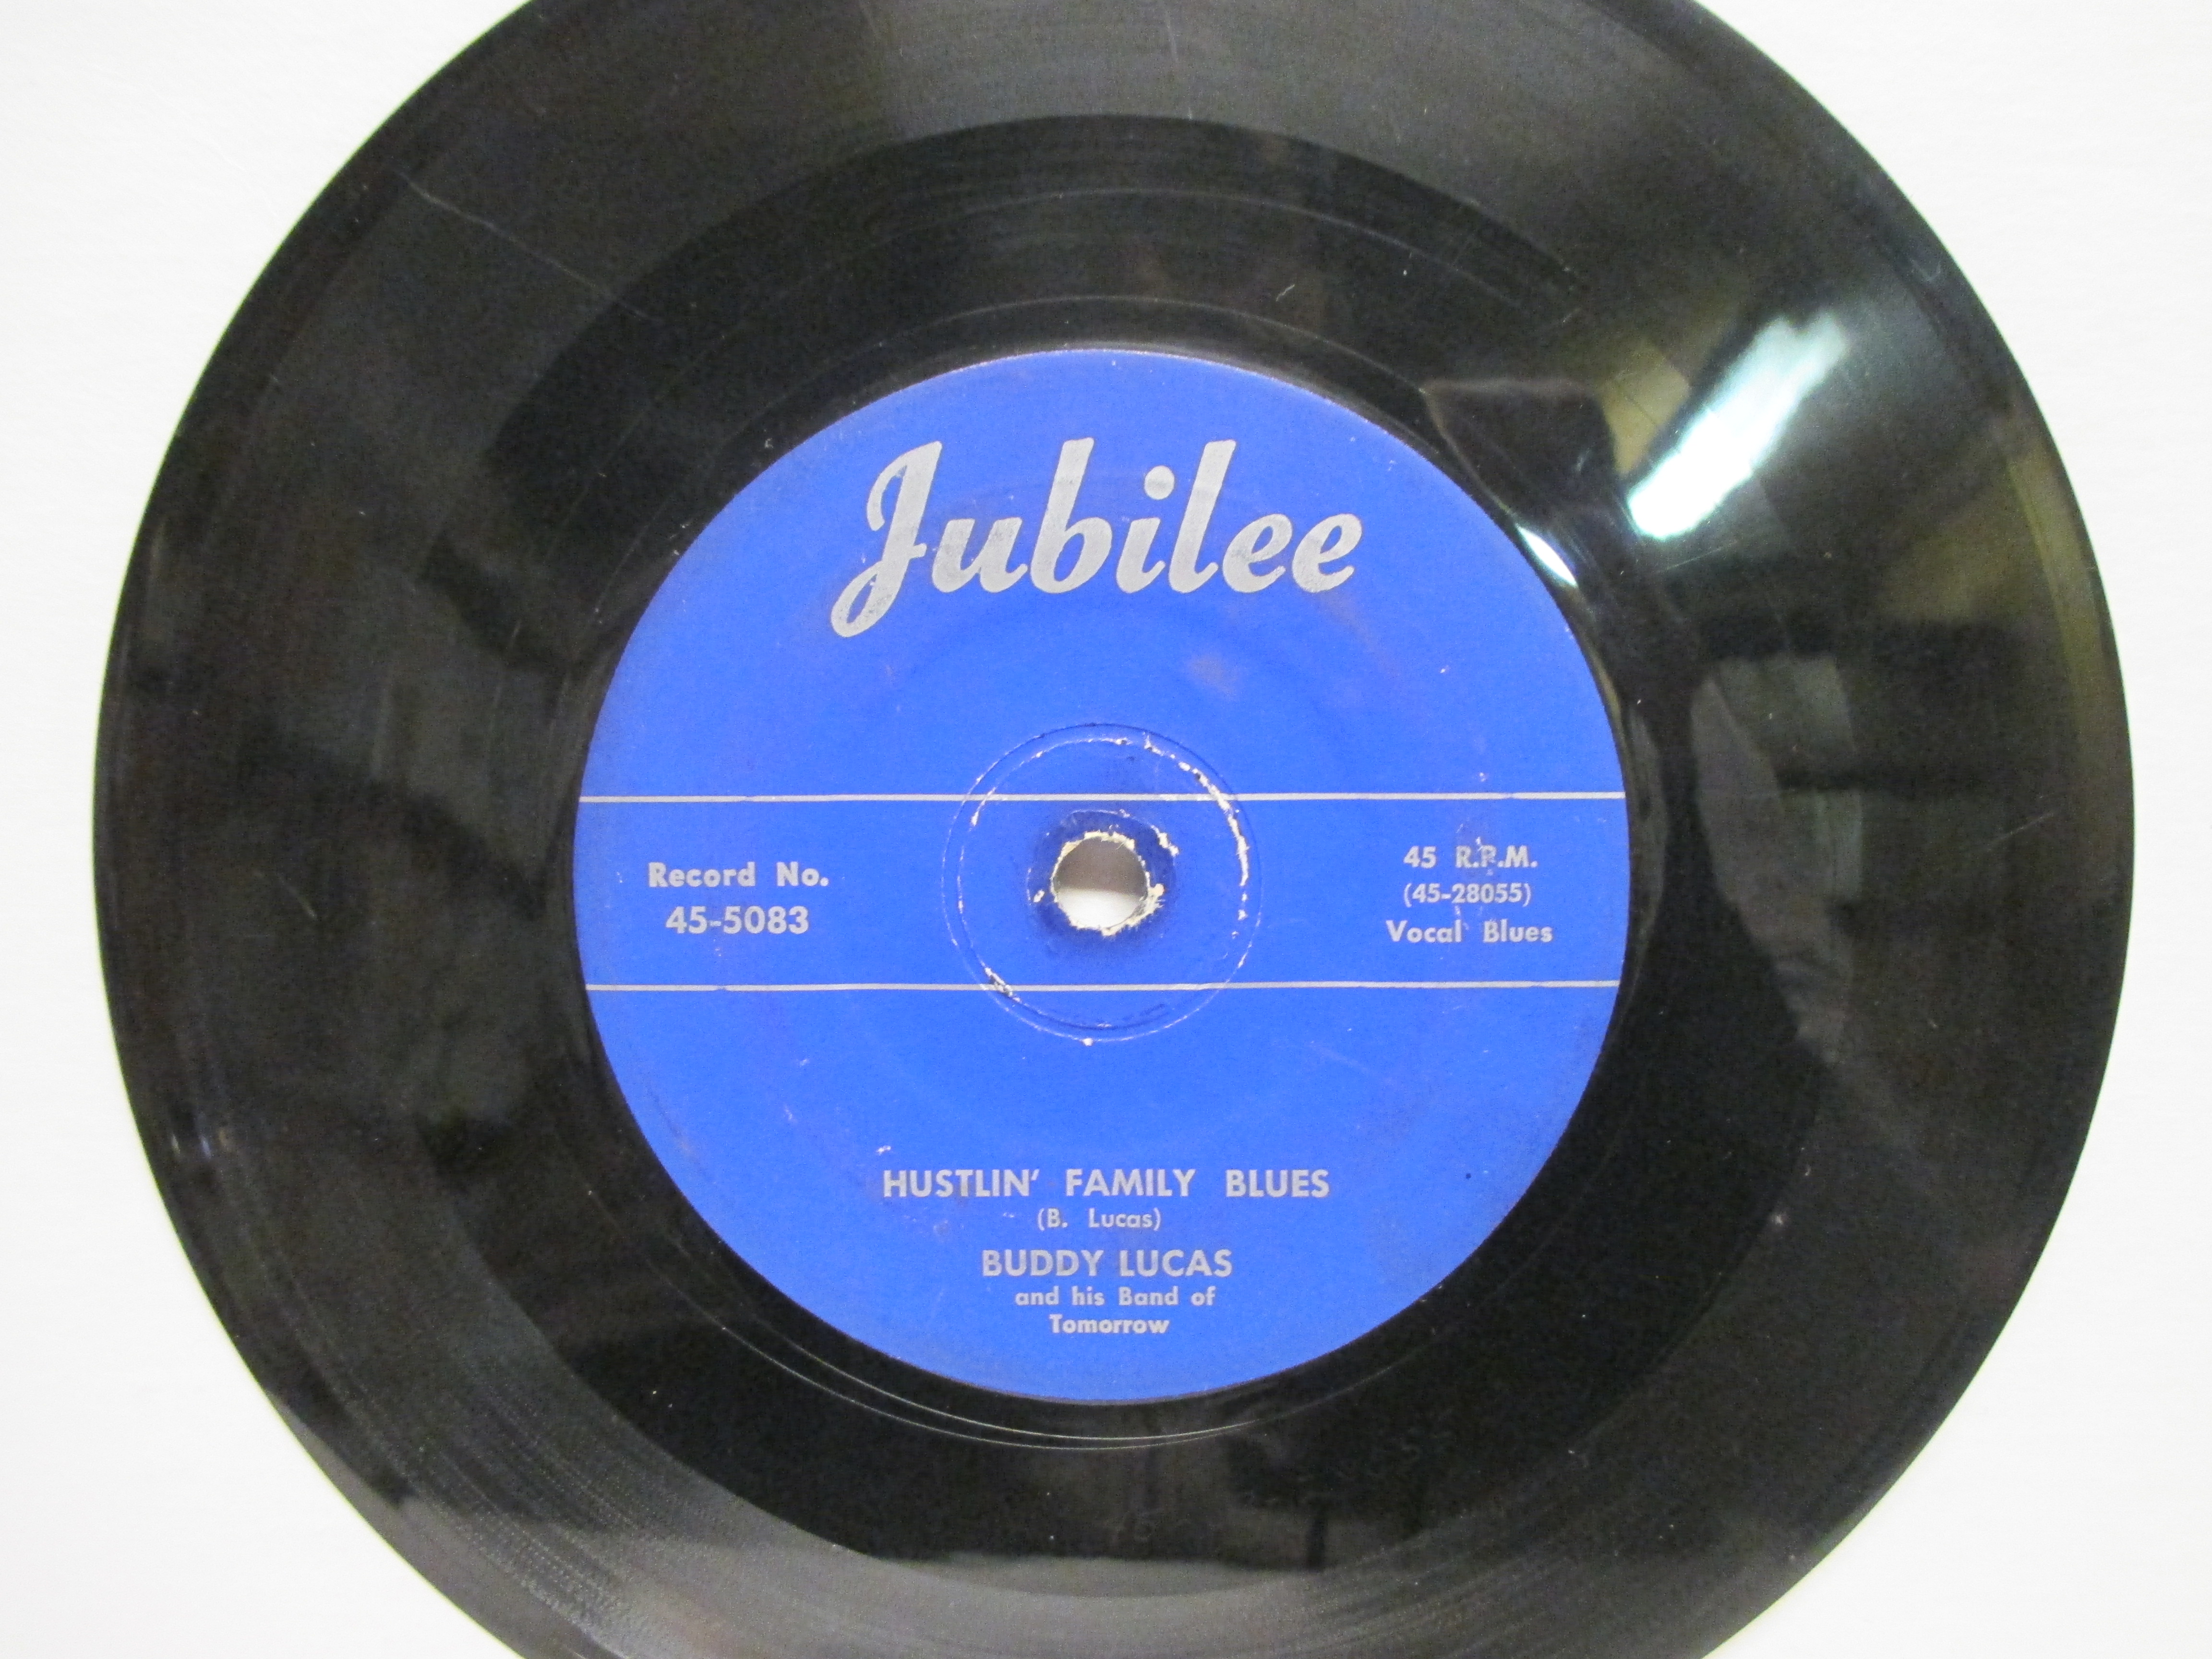 Jubilee
Record No.
45-5083
45 R.P.M.
(45-28055)
Vocal Blues
HUSTLIN' FAMILY BLUES
(B. Lucas)
BUDDY LUCAS
and his Band of
Tomorrow